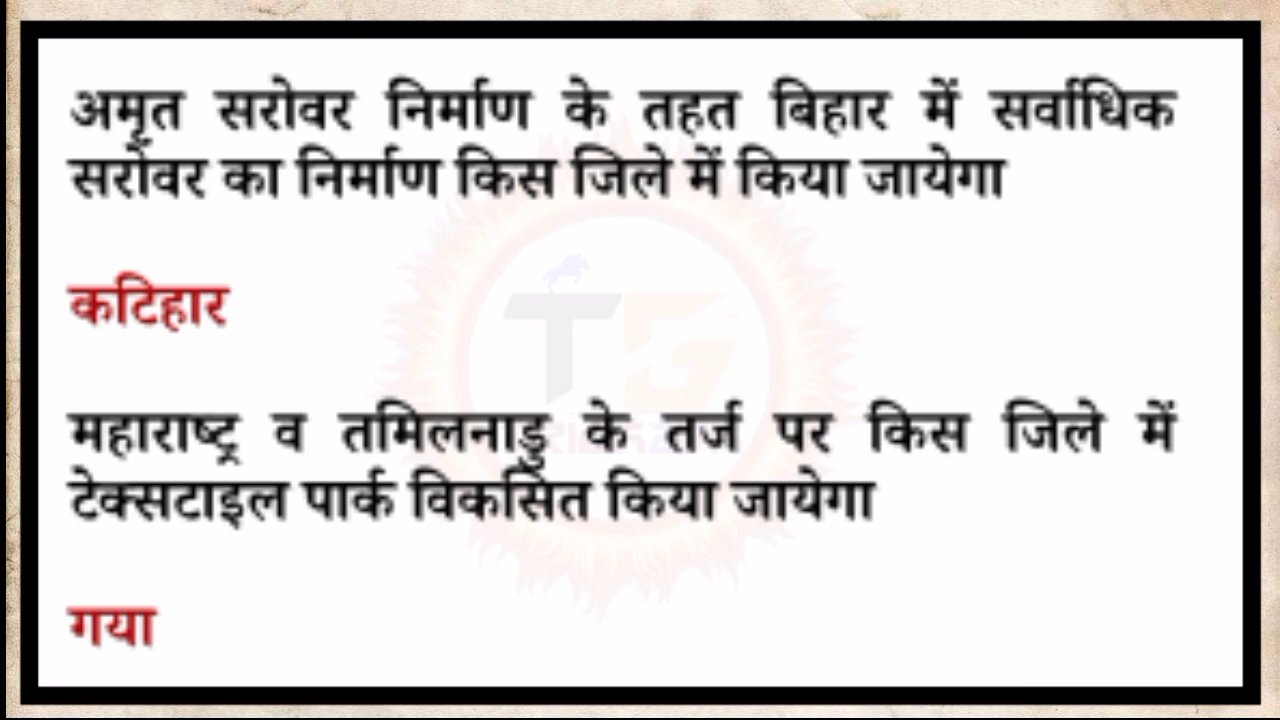 अमृत सरोवर निर्माण के तहत बिहार में सर्वाधिक
सरोवर का निर्माण किस जिले में किया जायेगा
कटिहार
महाराष्ट्र व तमिलनाडु के तर्ज पर किस जिले में
टेक्सटाइल पार्क विकसित किया जायेगा
गया